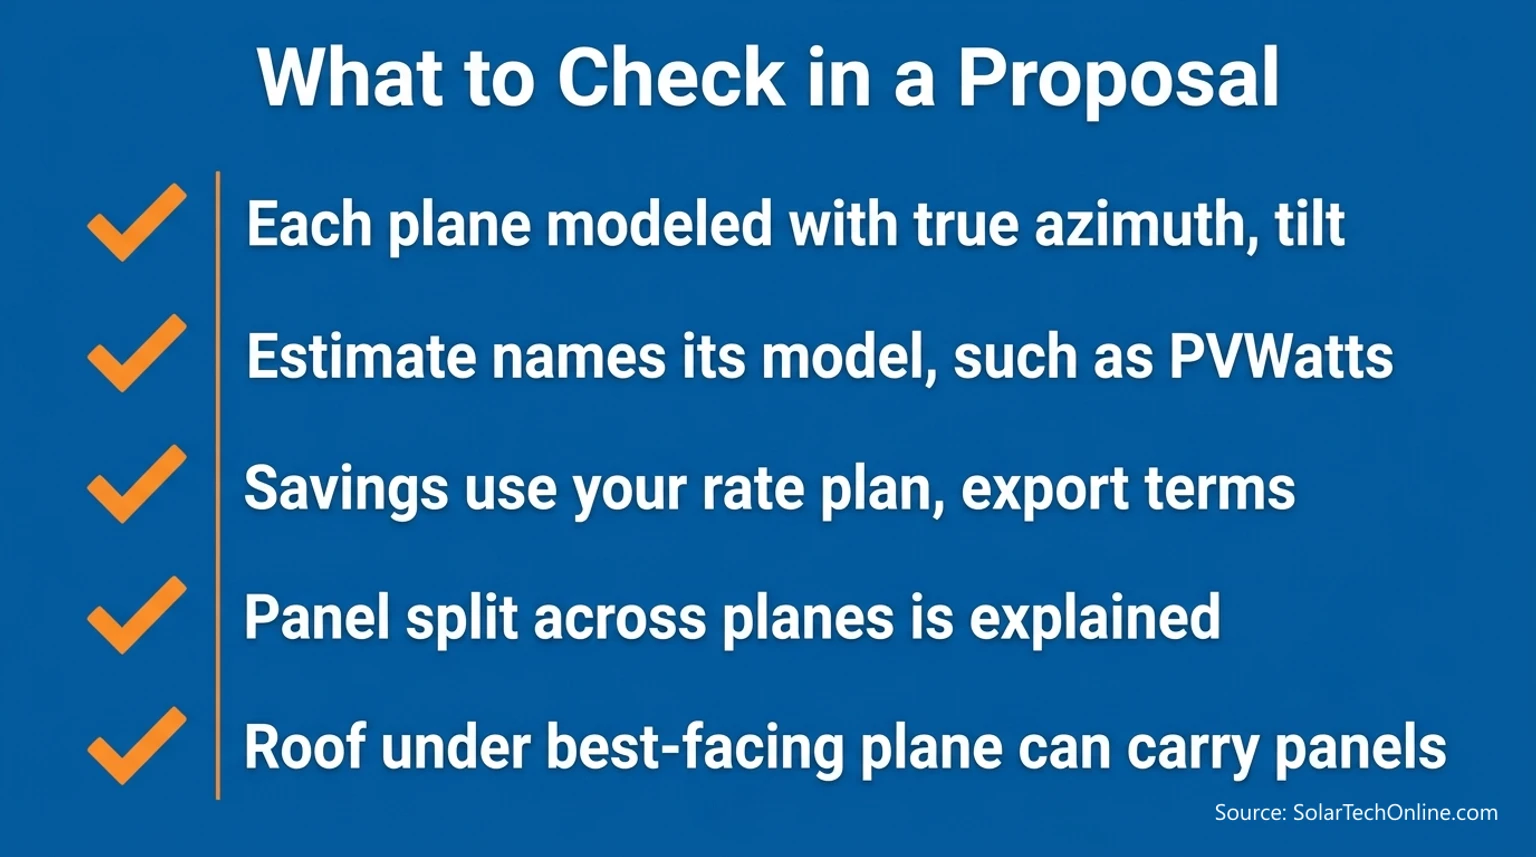 What to Check in a Proposal
Each plane modeled with true azimuth, tilt
Estimate names its model, such as PVWatts
Savings use your rate plan, export terms
Panel split across planes is explained
Roof under best-facing plane can carry panels
Source: SolarTechOnline.com